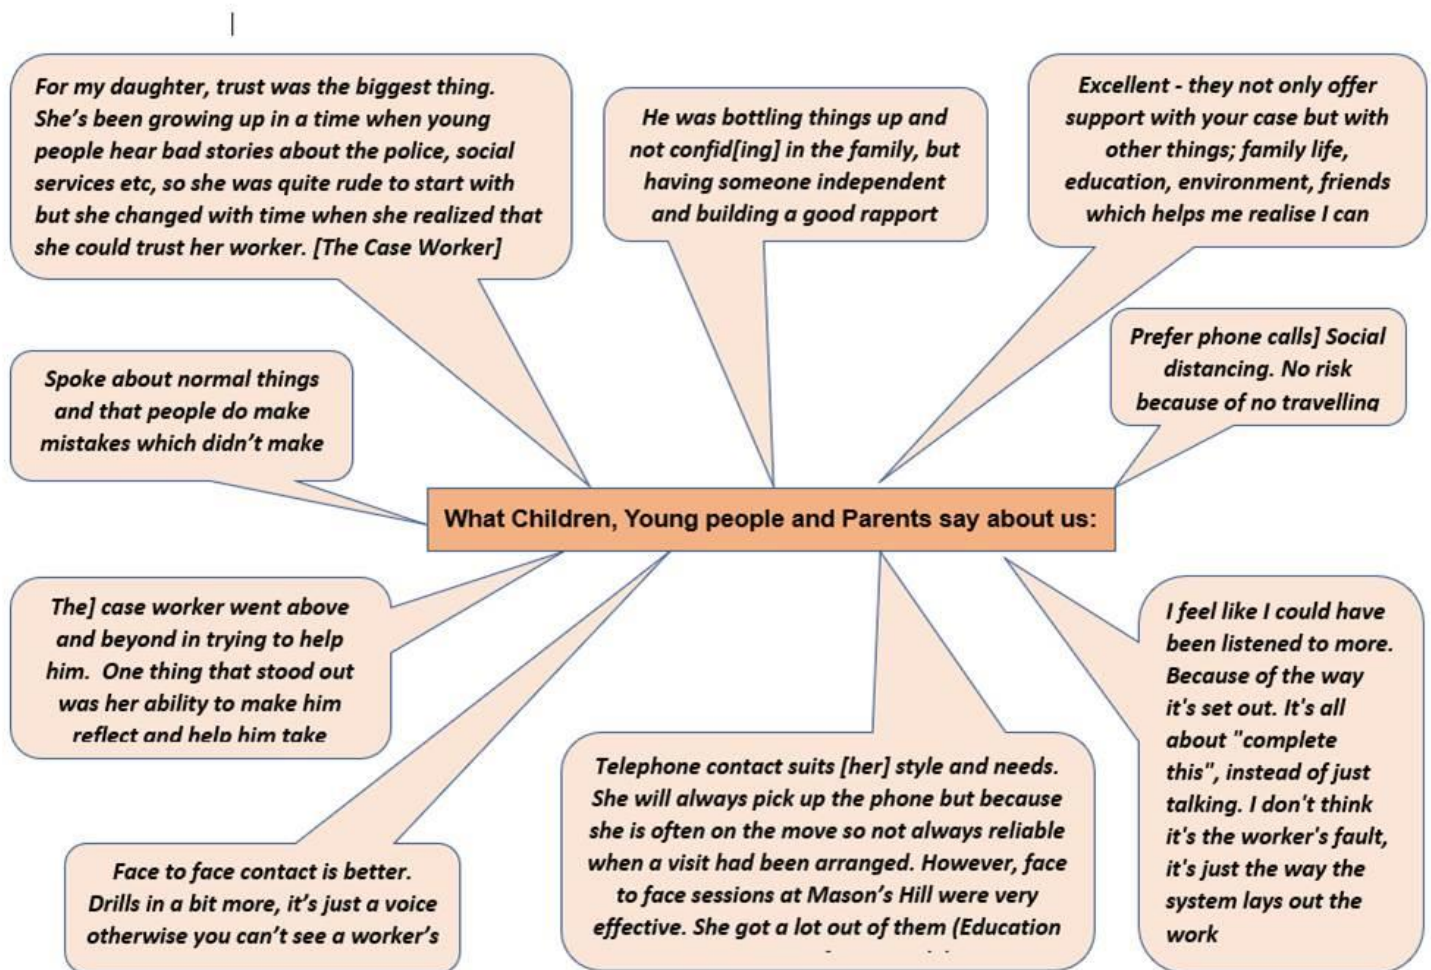 For my daughter, trust was the biggest thing.
She's been growing up in a time when young
people hear bad stories about the police, social
services etc, so she was quite rude to start with
but she changed with time when she realized that
she could trust her worker. [The Case Worker]
He was bottling things up and
not confid[ing] in the family, but
having someone independent
and building a good rapport
Excellent - they not only offer
support with your case but with
other things; family life,
education, environment, friends
which helps me realise I can
Prefer phone calls] Social
distancing. No risk
because of no travelling
Spoke about normal things
and that people do make
mistakes which didn't make
What Children, Young people and Parents say about us:
The] case worker went above
and beyond in trying to help
him.  One thing that stood out
was her ability to make him
reflect and help him take
I feel like I could have
been listened to more.
Because of the way
it's set out. It's all
about "complete
this", instead of just
talking. I don't think
it's the worker's fault,
it's just the way the
system lays out the
work
Telephone contact suits [her] style and needs.
She will always pick up the phone but because
she is often on the move so not always reliable
when a visit had been arranged. However, face
to face sessions at Mason's Hill were very
effective. She got a lot out of them (Education
Face to face contact is better.
Drills in a bit more, it's just a voice
otherwise you can't see a worker's